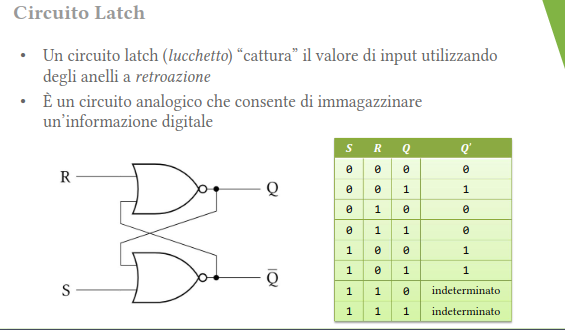 Circuito Latch
• Un circuito latch (lucchetto) “cattura” il valore di input utilizzando
degli anelli a retroazione
• È un circuito analogico che consente di immagazzinare
un’informazione digitale
R
Q
S
Q̅
S R Q Q'
0 0 0 0
0 0 1 1
0 1 0 0
0 1 1 0
1 0 0 1
1 0 1 1
1 1 0 indeterminato
1 1 1 indeterminato